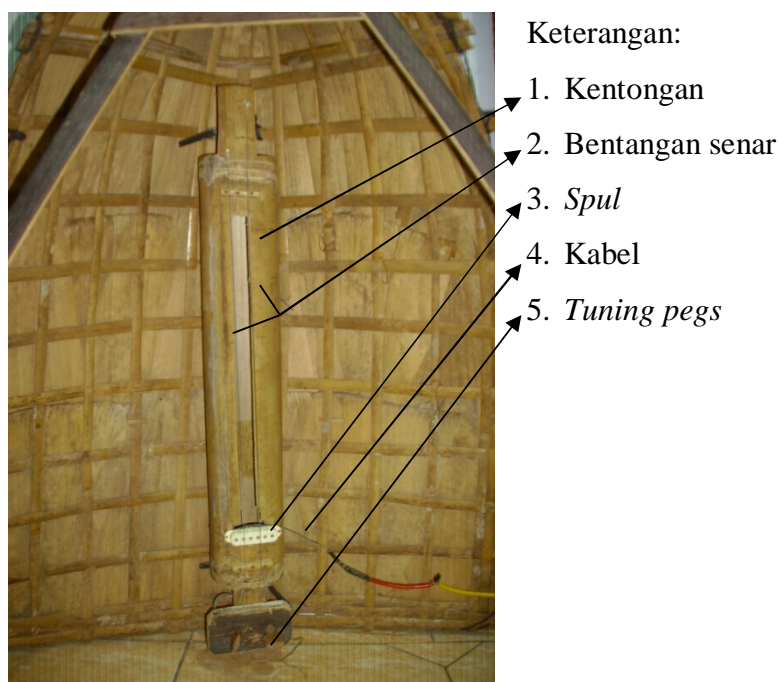 Keterangan:
1. Kentongan
2. Bentangan senar
3. Spul
4. Kabel
5. Tuning pegs